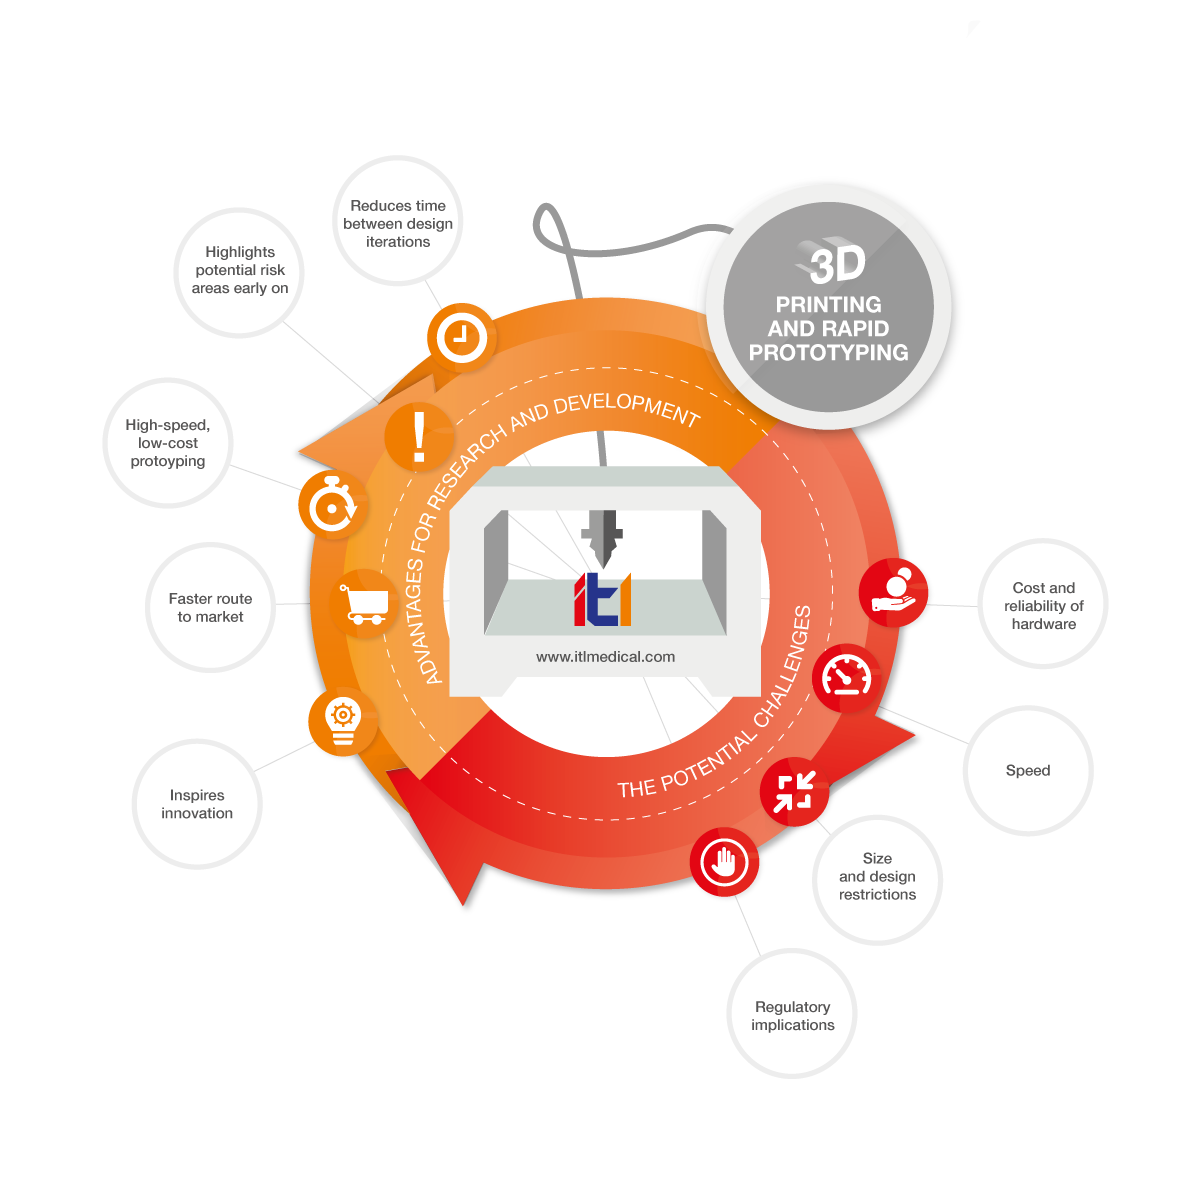 3D
PRINTING
AND RAPID
PROTOTYPING
ADVANTAGES FOR RESEARCH AND DEVELOPMENT
Reduces time
between design
iterations
Highlights
potential risk
areas early on
High-speed,
low-cost
protoyping
Faster route
to market
Inspires
innovation
itl
www.itlmedical.com
THE POTENTIAL CHALLENGES
Cost and
reliability of
hardware
Speed
Size
and design
restrictions
Regulatory
implications